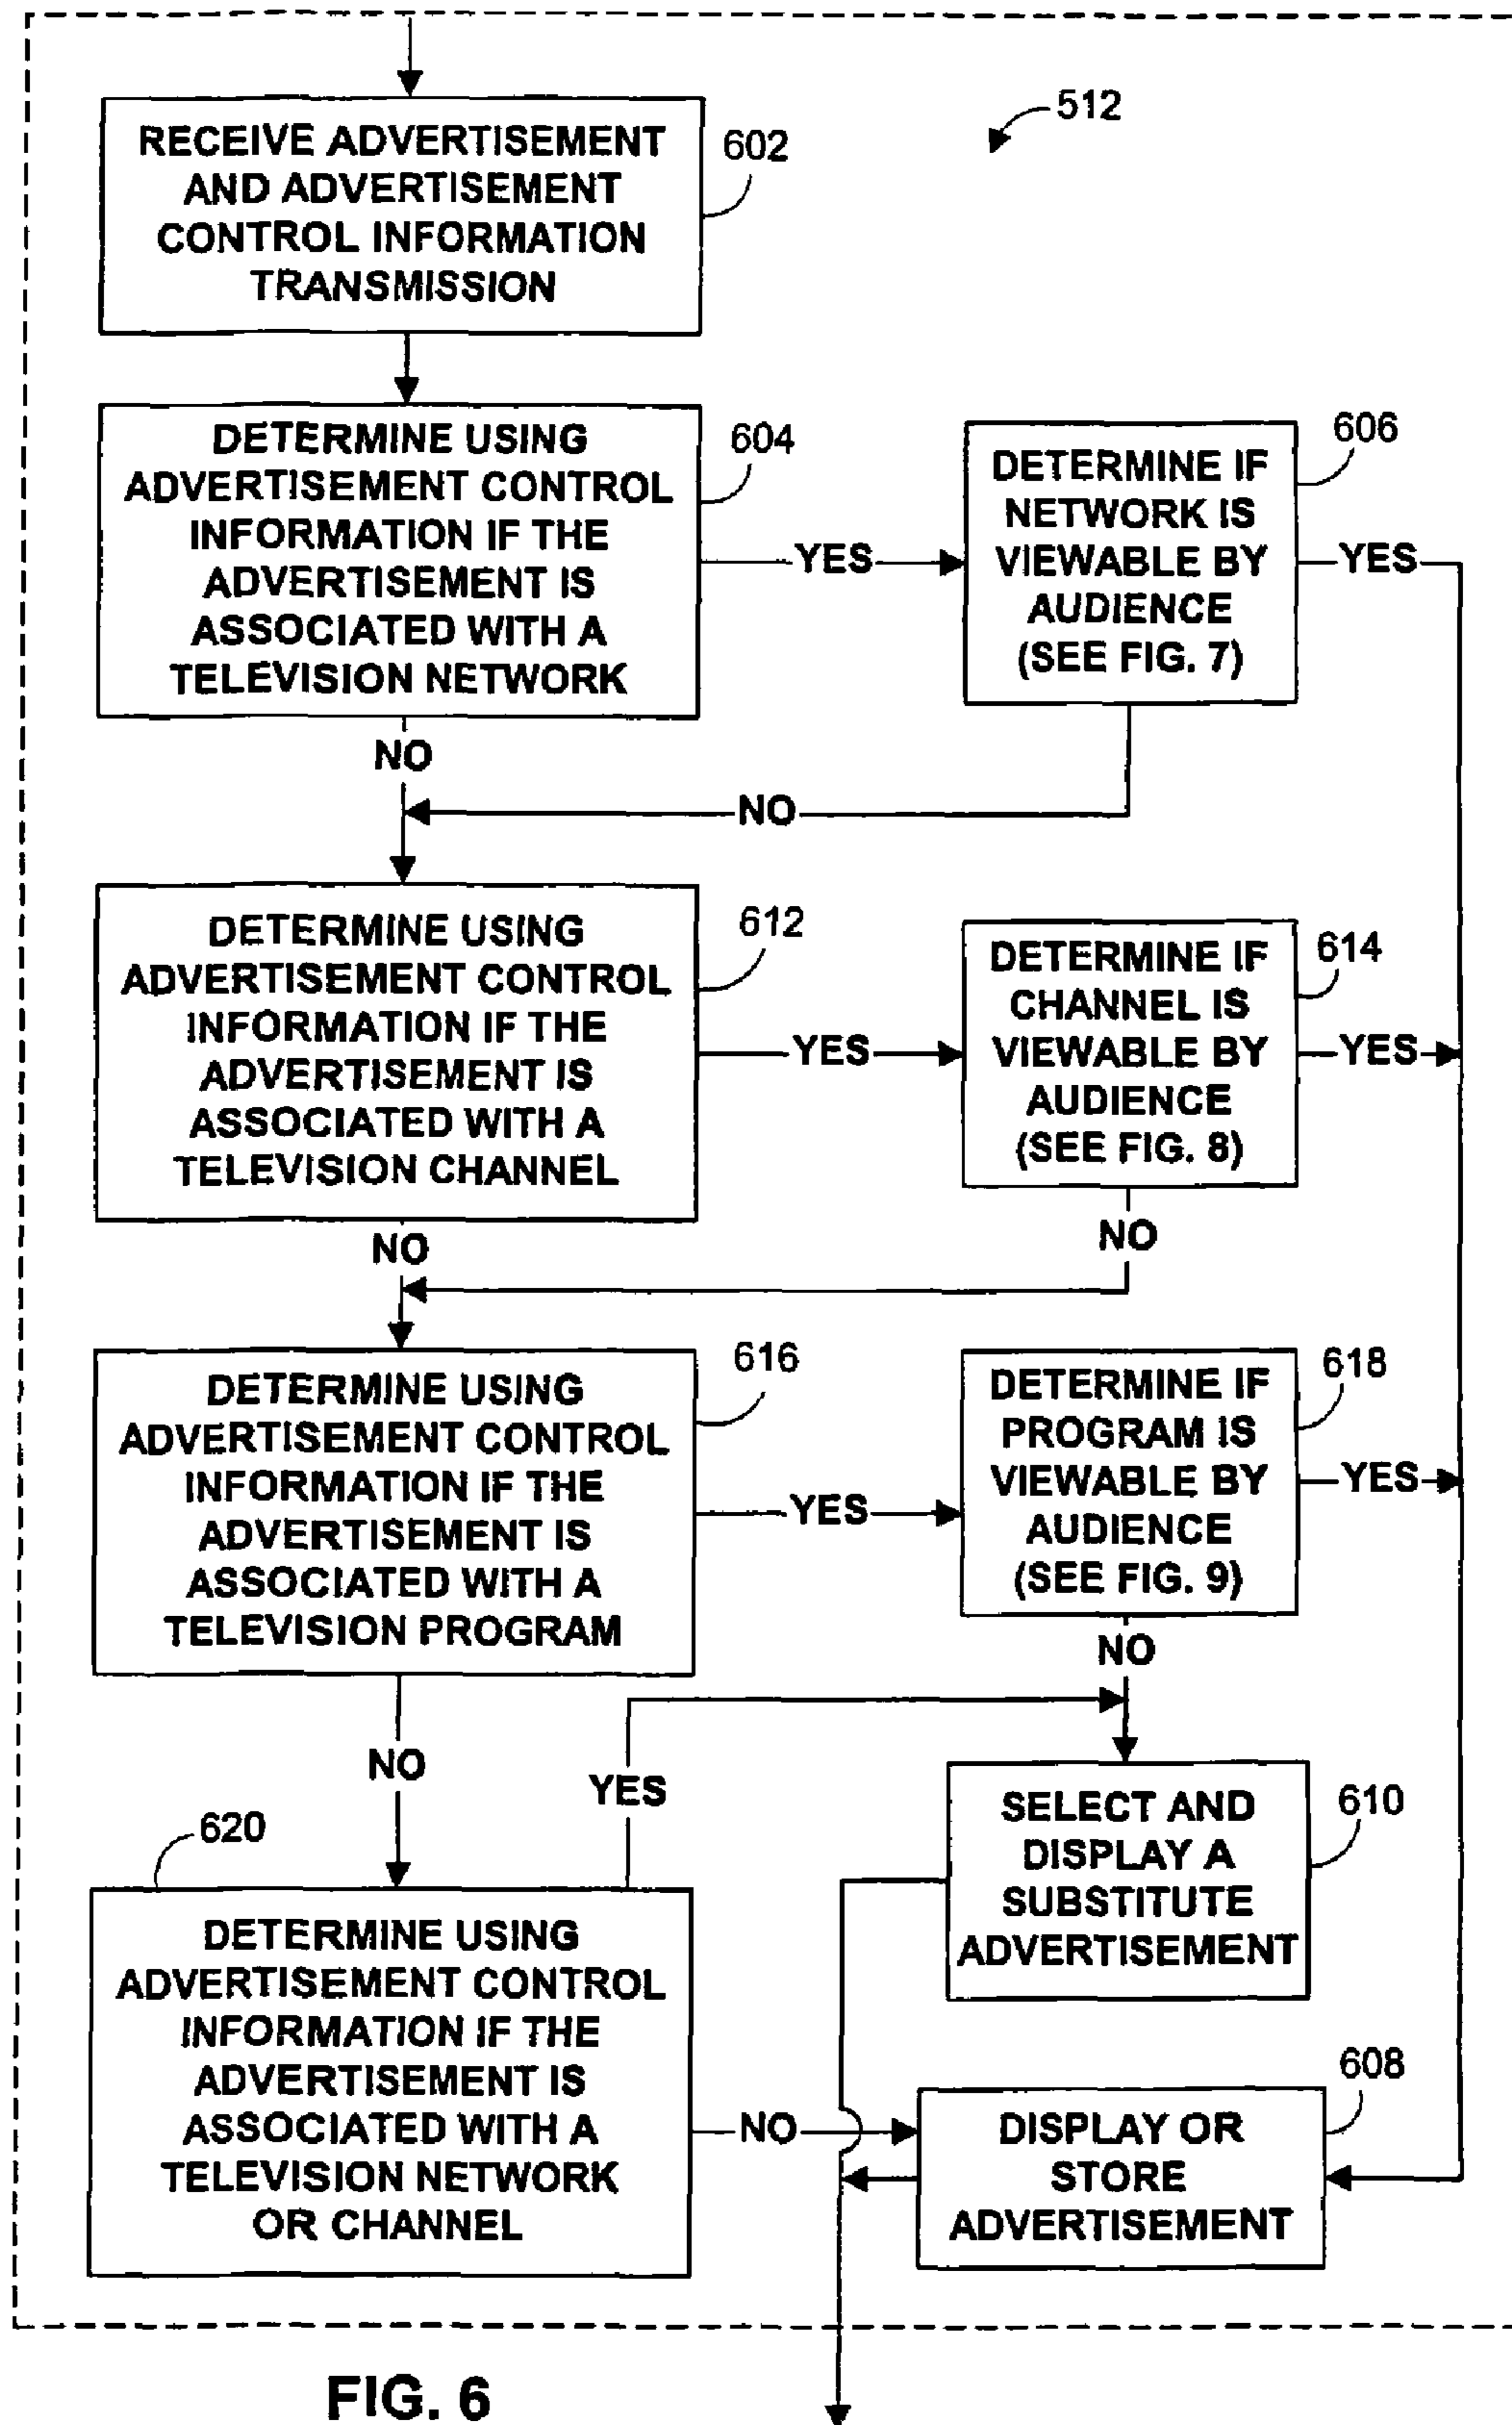 512
RECEIVE ADVERTISEMENT
AND ADVERTISEMENT
CONTROL INFORMATION
TRANSMISSION
602
DETERMINE USING
ADVERTISEMENT CONTROL
INFORMATION IF THE
ADVERTISEMENT IS
ASSOCIATED WITH A
TELEVISION NETWORK
604
YES
DETERMINE IF
NETWORK IS
VIEWABLE BY
AUDIENCE
(SEE FIG. 7)
606
YES
NO
NO
DETERMINE USING
ADVERTISEMENT CONTROL
INFORMATION IF THE
ADVERTISEMENT IS
ASSOCIATED WITH A
TELEVISION CHANNEL
612
YES
DETERMINE IF
CHANNEL IS
VIEWABLE BY
AUDIENCE
(SEE FIG. 8)
614
YES
NO
NO
DETERMINE USING
ADVERTISEMENT CONTROL
INFORMATION IF THE
ADVERTISEMENT IS
ASSOCIATED WITH A
TELEVISION PROGRAM
616
YES
DETERMINE IF
PROGRAM IS
VIEWABLE BY
AUDIENCE
(SEE FIG. 9)
618
YES
NO
NO
YES
SELECT AND
DISPLAY A
SUBSTITUTE
ADVERTISEMENT
610
620
DETERMINE USING
ADVERTISEMENT CONTROL
INFORMATION IF THE
ADVERTISEMENT IS
ASSOCIATED WITH A
TELEVISION NETWORK
OR CHANNEL
NO
DISPLAY OR
STORE
ADVERTISEMENT
608
FIG. 6